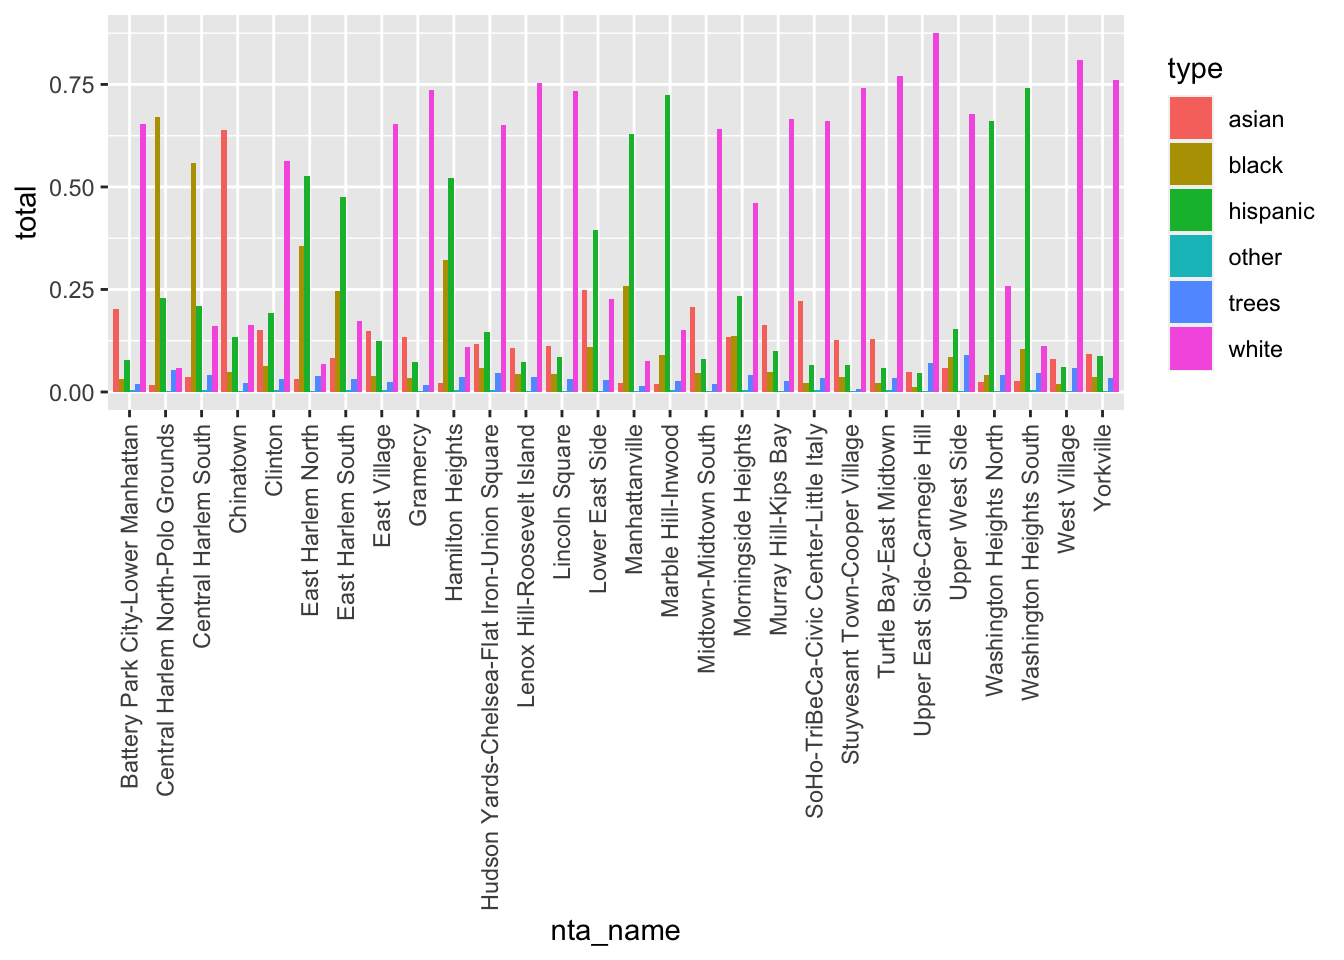 total
0.75
0.50
0.25
0.00
Battery Park City-Lower Manhattan
Central Harlem North-Polo Grounds
Central Harlem South
Chinatown
Clinton
East Harlem North
East Harlem South
East Village
Gramercy
Hamilton Heights
Hudson Yards-Chelsea-Flat Iron-Union Square
Lenox Hill-Roosevelt Island
Lincoln Square
Lower East Side
Manhattanville
Marble Hill-Inwood
Midtown-Midtown South
Morningside Heights
Murray Hill-Kips Bay
SoHo-TriBeCa-Civic Center-Little Italy
Stuyvesant Town-Cooper Village
Turtle Bay-East Midtown
Upper East Side-Carnegie Hill
Upper West Side
Washington Heights North
Washington Heights South
West Village
Yorkville
nta_name
type
asian
black
hispanic
other
trees
white